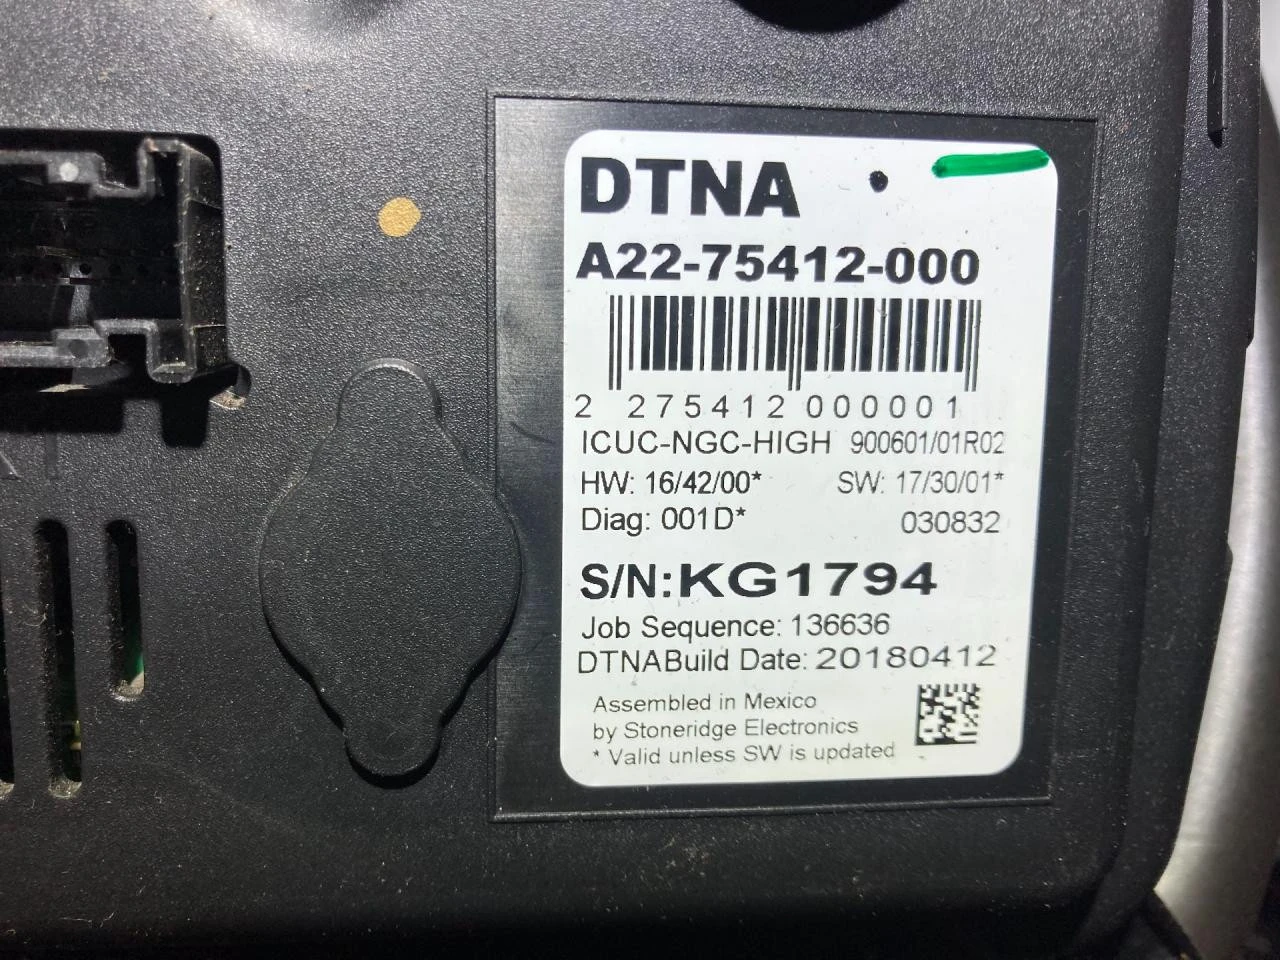 DTNA
A22-75412-000
2 275412 000001
ICUC-NGC-HIGH 900601/01R02
HW: 16/42/00* SW: 17/30/01*
Diag: 001D* 030832
S/N:KG1794
Job Sequence: 136636
DTNABuild Date: 20180412
Assembled in Mexico
by Stoneridge Electronics
* Valid unless SW is updated